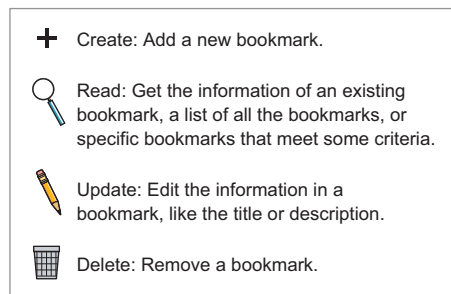 Create: Add a new bookmark.
Read: Get the information of an existing
bookmark, a list of all the bookmarks, or
specific bookmarks that meet some criteria.
Update: Edit the information in a
bookmark, like the title or description.
Delete: Remove a bookmark.